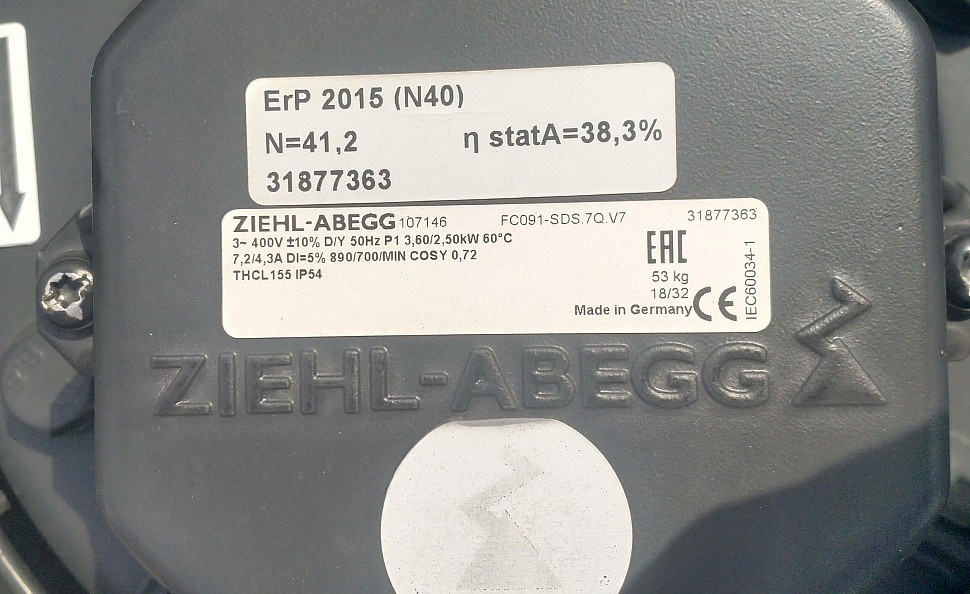 ErP 2015 (N40)
N=41,2 η statA=38,3%
31877363
ZIEHL-ABEGG 107146 FC091-SDS.7Q.V7 31877363
3~ 400V ±10% D/Y 50Hz P1 3,60/2,50kW 60°C
7,2/4,3A DI=5% 890/700/MIN COSY 0,72
THCL155 IP54
EAC
53 kg
18/32
Made in Germany CE
IEC60034-1
ZIEHL-ABEGG